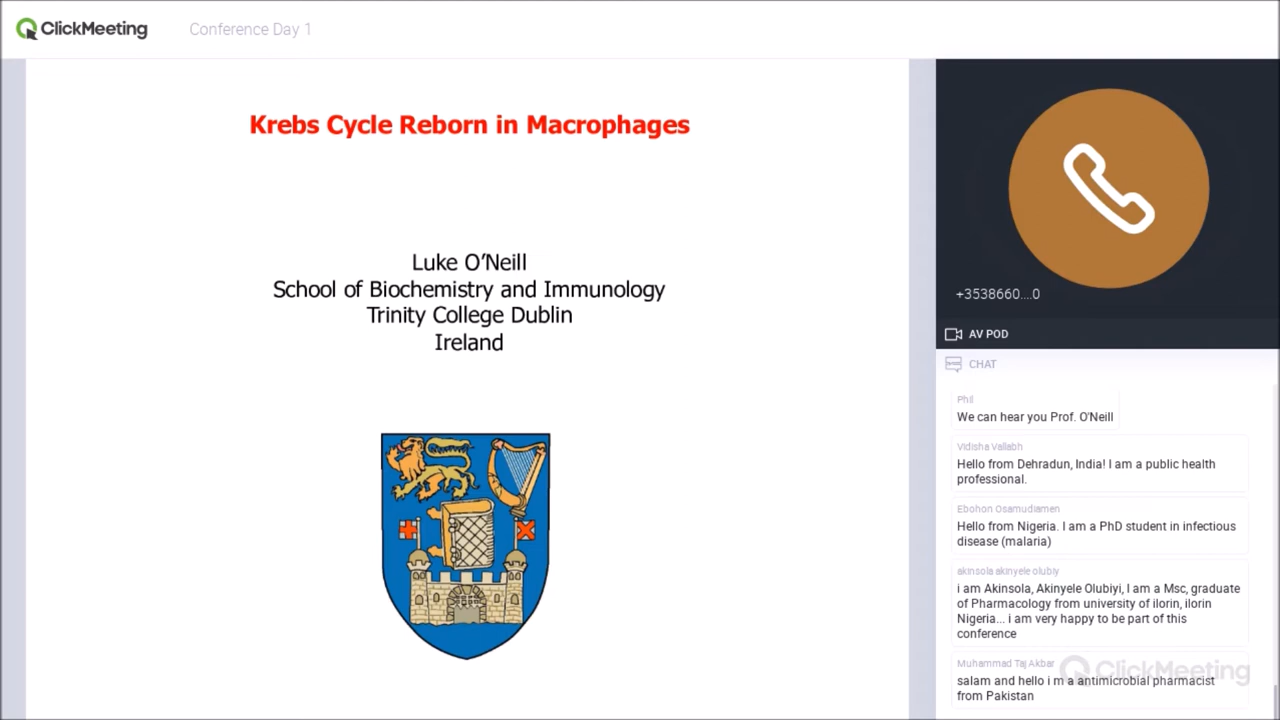 ClickMeeting
Conference Day 1
Krebs Cycle Reborn in Macrophages
Luke O'Neill
School of Biochemistry and Immunology
Trinity College Dublin
Ireland
+3538660....0
AV POD
CHAT
Phil
We can hear you Prof. O'Neill
Vidisha Vallabh
Hello from Dehradun, India! I am a public health
professional.
Ebohon Osamudiamen
Hello from Nigeria. I am a PhD student in infectious
disease (malaria)
akinsola akinyele olubiy
i am Akinsola, Akinyele Olubiyi, I am a Msc, graduate
of Pharmacology from university of ilorin, ilorin
Nigeria... i am very happy to be part of this
conference
Muhammad Taj Akbar
salam and hello i m a antimicrobial pharmacist
from Pakistan
ClickMeeting